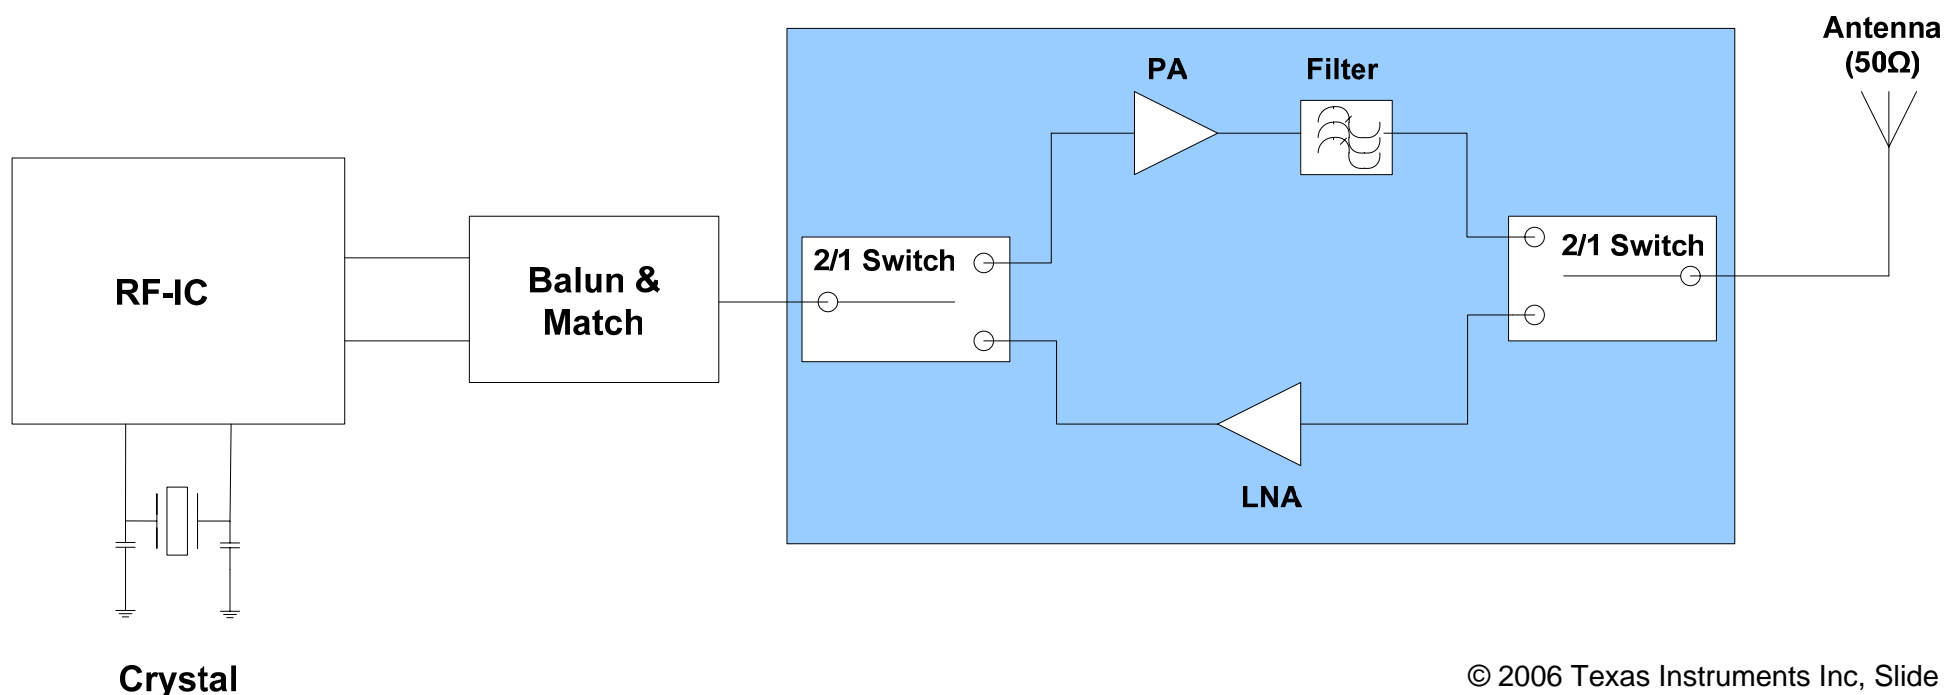 Antenna
(50Ω)
PA
Filter
2/1 Switch
2/1 Switch
RF-IC
Balun &
Match
LNA
Crystal
© 2006 Texas Instruments Inc, Slide